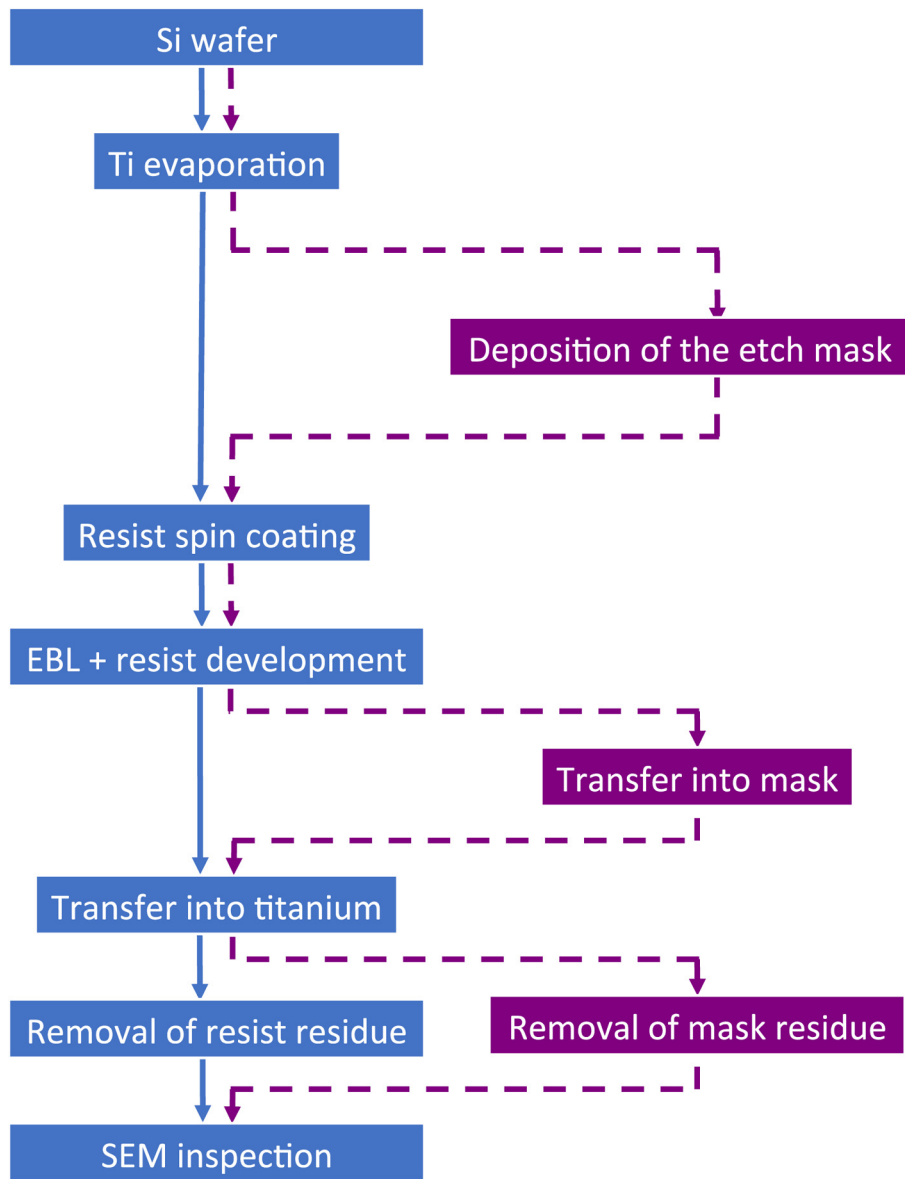 Si wafer
Ti evaporation
Deposition of the etch mask
Resist spin coating
EBL + resist development
Transfer into mask
Transfer into titanium
Removal of resist residue
Removal of mask residue
SEM inspection